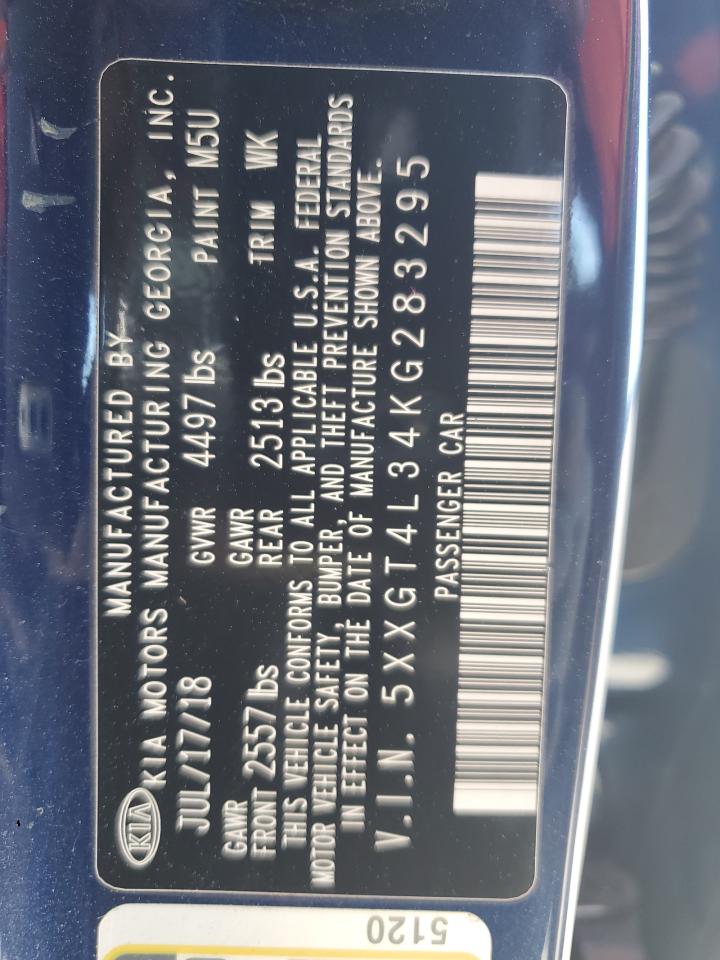 KIA
MANUFACTURED BY
KIA MOTORS MANUFACTURING GEORGIA, INC.
JUL/17/18 GVWR 4497 lbs PAINT M5U
GAWR FRONT 2557 lbs GAWR REAR 2513 lbs TRIM WK
THIS VEHICLE CONFORMS TO ALL APPLICABLE U.S.A. FEDERAL
MOTOR VEHICLE SAFETY, BUMPER, AND THEFT PREVENTION STANDARDS
IN EFFECT ON THE DATE OF MANUFACTURE SHOWN ABOVE.
V.I.N. 5XXGT4L34KG283295
PASSENGER CAR
5120